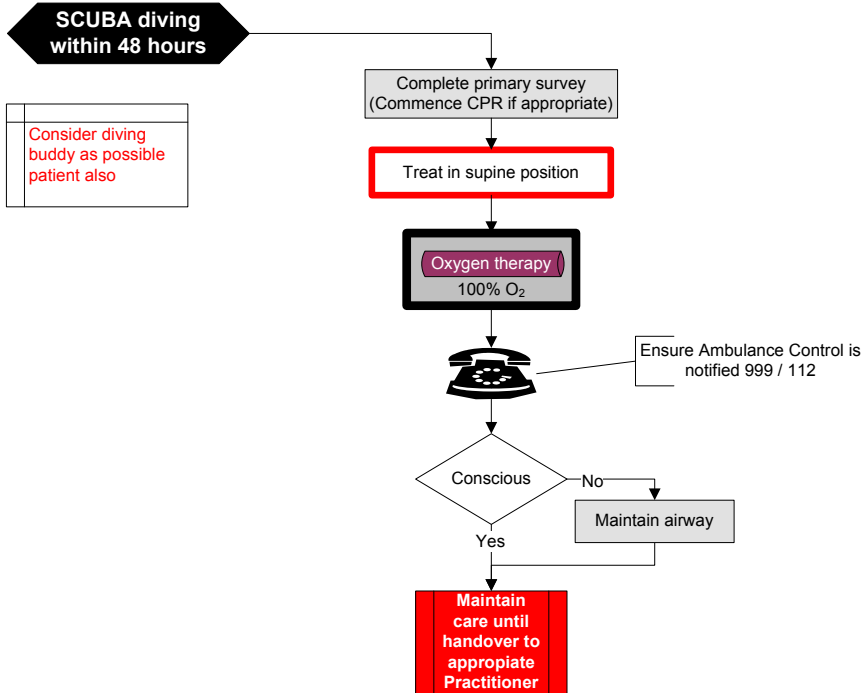 SCUBA diving
within 48 hours
Complete primary survey
(Commence CPR if appropriate)
Consider diving
buddy as possible
patient also
Treat in supine position
Oxygen therapy
100% O₂
Ensure Ambulance Control is
notified 999 / 112
Conscious
No
Maintain airway
Yes
Maintain
care until
handover to
appropiate
Practitioner